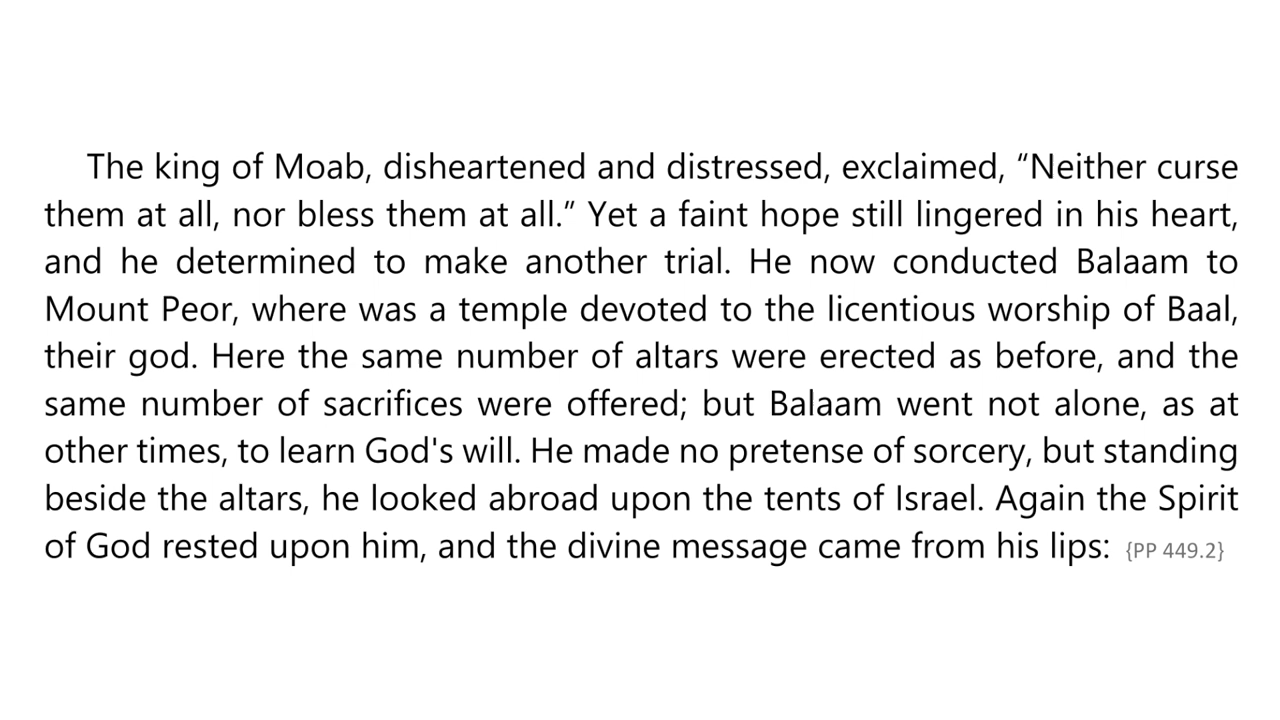 The king of Moab, disheartened and distressed, exclaimed, “Neither curse
them at all, nor bless them at all.” Yet a faint hope still lingered in his heart,
and he determined to make another trial. He now conducted Balaam to
Mount Peor, where was a temple devoted to the licentious worship of Baal,
their god. Here the same number of altars were erected as before, and the
same number of sacrifices were offered; but Balaam went not alone, as at
other times, to learn God's will. He made no pretense of sorcery, but standing
beside the altars, he looked abroad upon the tents of Israel. Again the Spirit
of God rested upon him, and the divine message came from his lips: {PP 449.2}